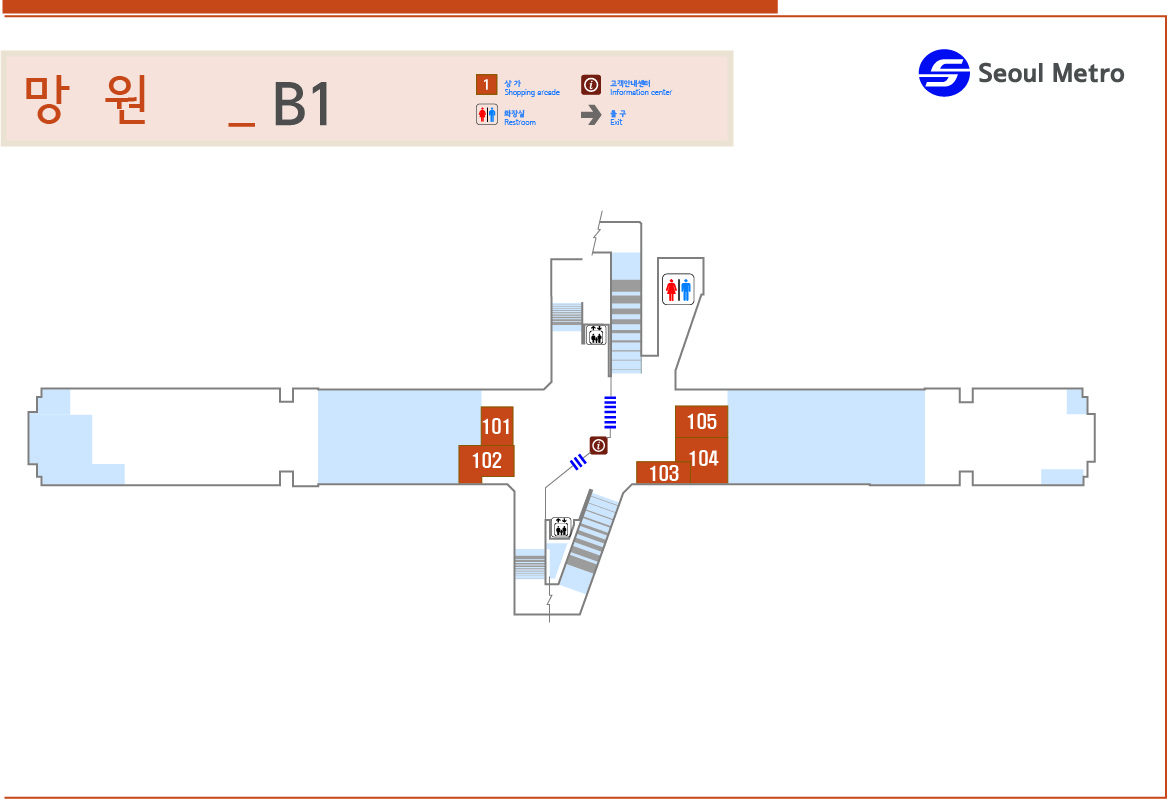 망 원 _ B1
1 상 가
Shopping arcade
고객안내센터
Information center
화장실
Restroom
출 구
Exit
Seoul Metro
101
102
105
104
103